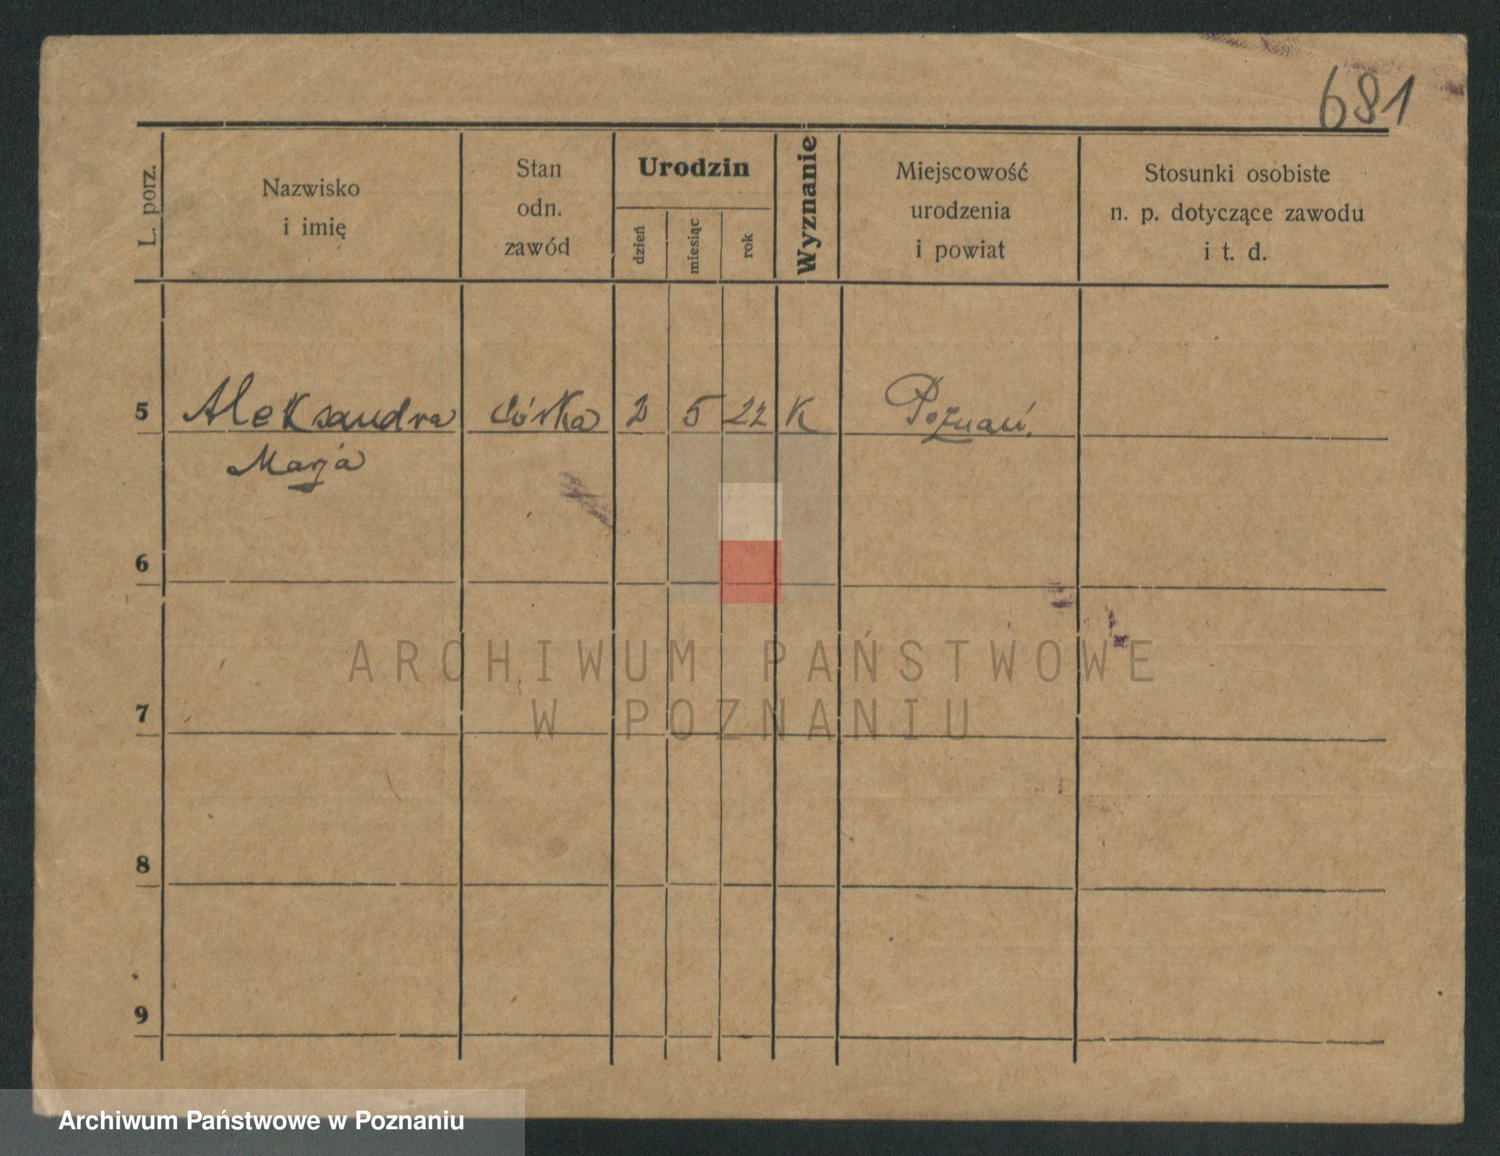 681
L. porz.
Nazwisko
i imię
Stan
odn.
zawód
Urodzin
dzień
miesiąc
rok
Wyznanie
Miejscowość
urodzenia
i powiat
Stosunki osobiste
n. p. dotyczące zawodu
i t. d.
5 Aleksandra córka 2 5 22 K Poznań.
Marja
6
7
8
9
ARCHIWUM PAŃSTWOWE
W POZNANIU
Archiwum Państwowe w Poznaniu